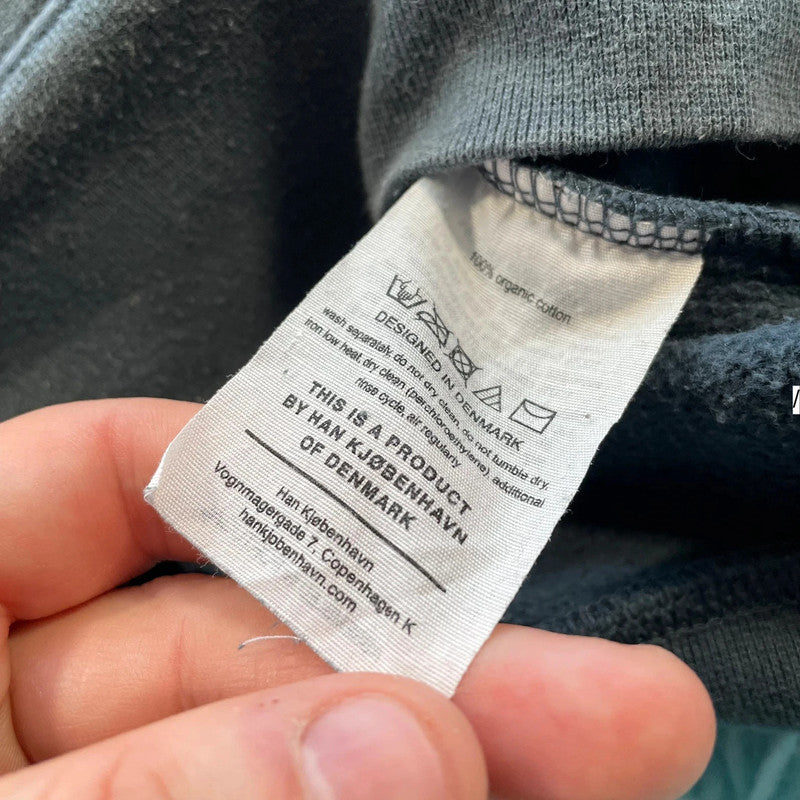 100% organic cotton
DESIGNED IN DENMARK
wash separately, do not dry clean, do not tumble dry,
iron low heat, dry clean (perchloroethylene) additional
rinse cycle, air regulary
THIS IS A PRODUCT
BY HAN KJØBENHAVN
OF DENMARK
Han Kjøbenhavn
Vognmagergade 7, Copenhagen K
hankjobenhavn.com